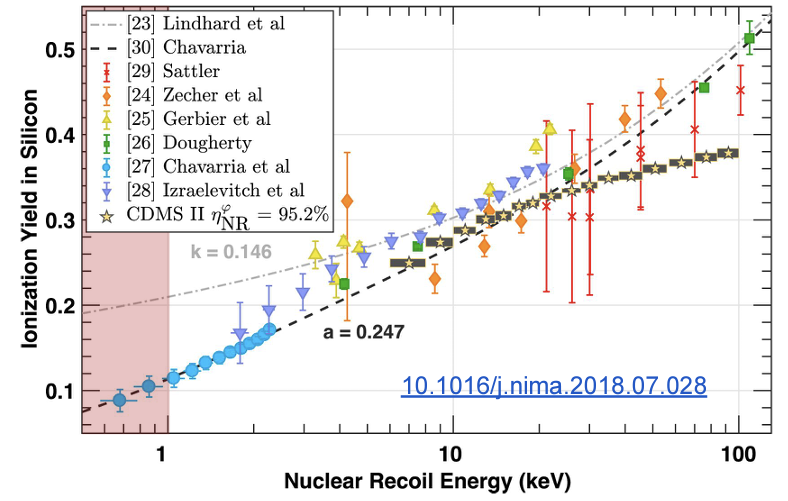 [23] Lindhard et al
[30] Chavarria
[29] Sattler
[24] Zecher et al
[25] Gerbier et al
[26] Dougherty
[27] Chavarria et al
[28] Izraelevitch et al
CDMS II η^φ_NR = 95.2%
k = 0.146
a = 0.247
10.1016/j.nima.2018.07.028
Ionization Yield in Silicon
0.5
0.4
0.3
0.2
0.1
1
10
100
Nuclear Recoil Energy (keV)